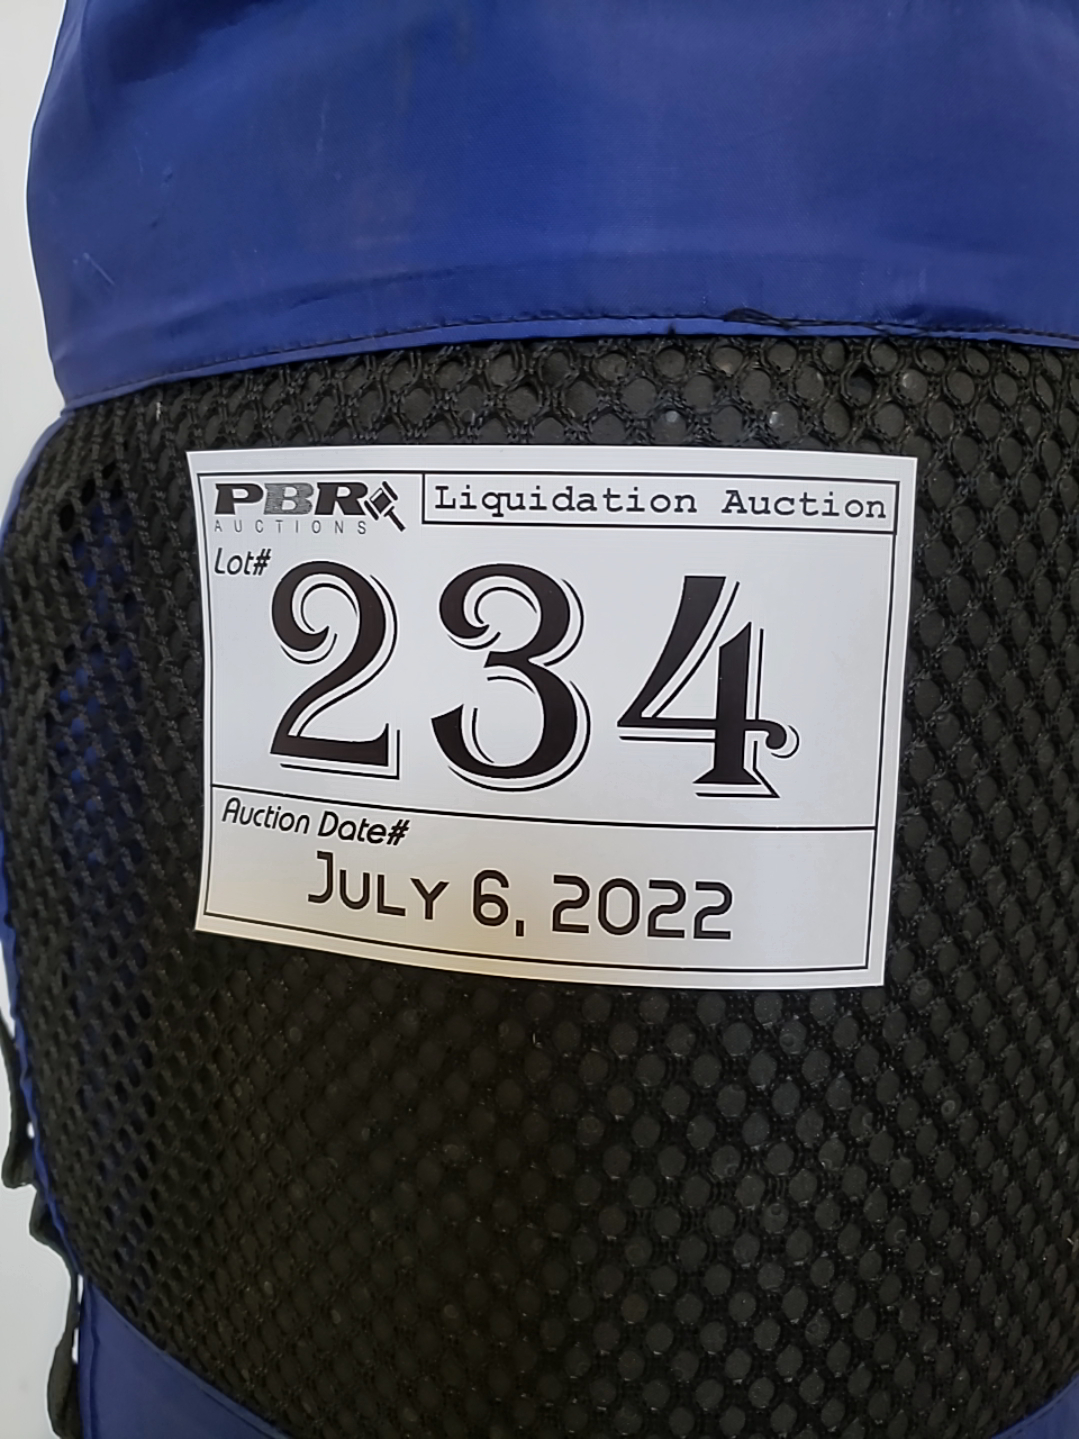 PBR
AUCTIONS
Liquidation Auction
Lot#
234
Auction Date#
July 6, 2022